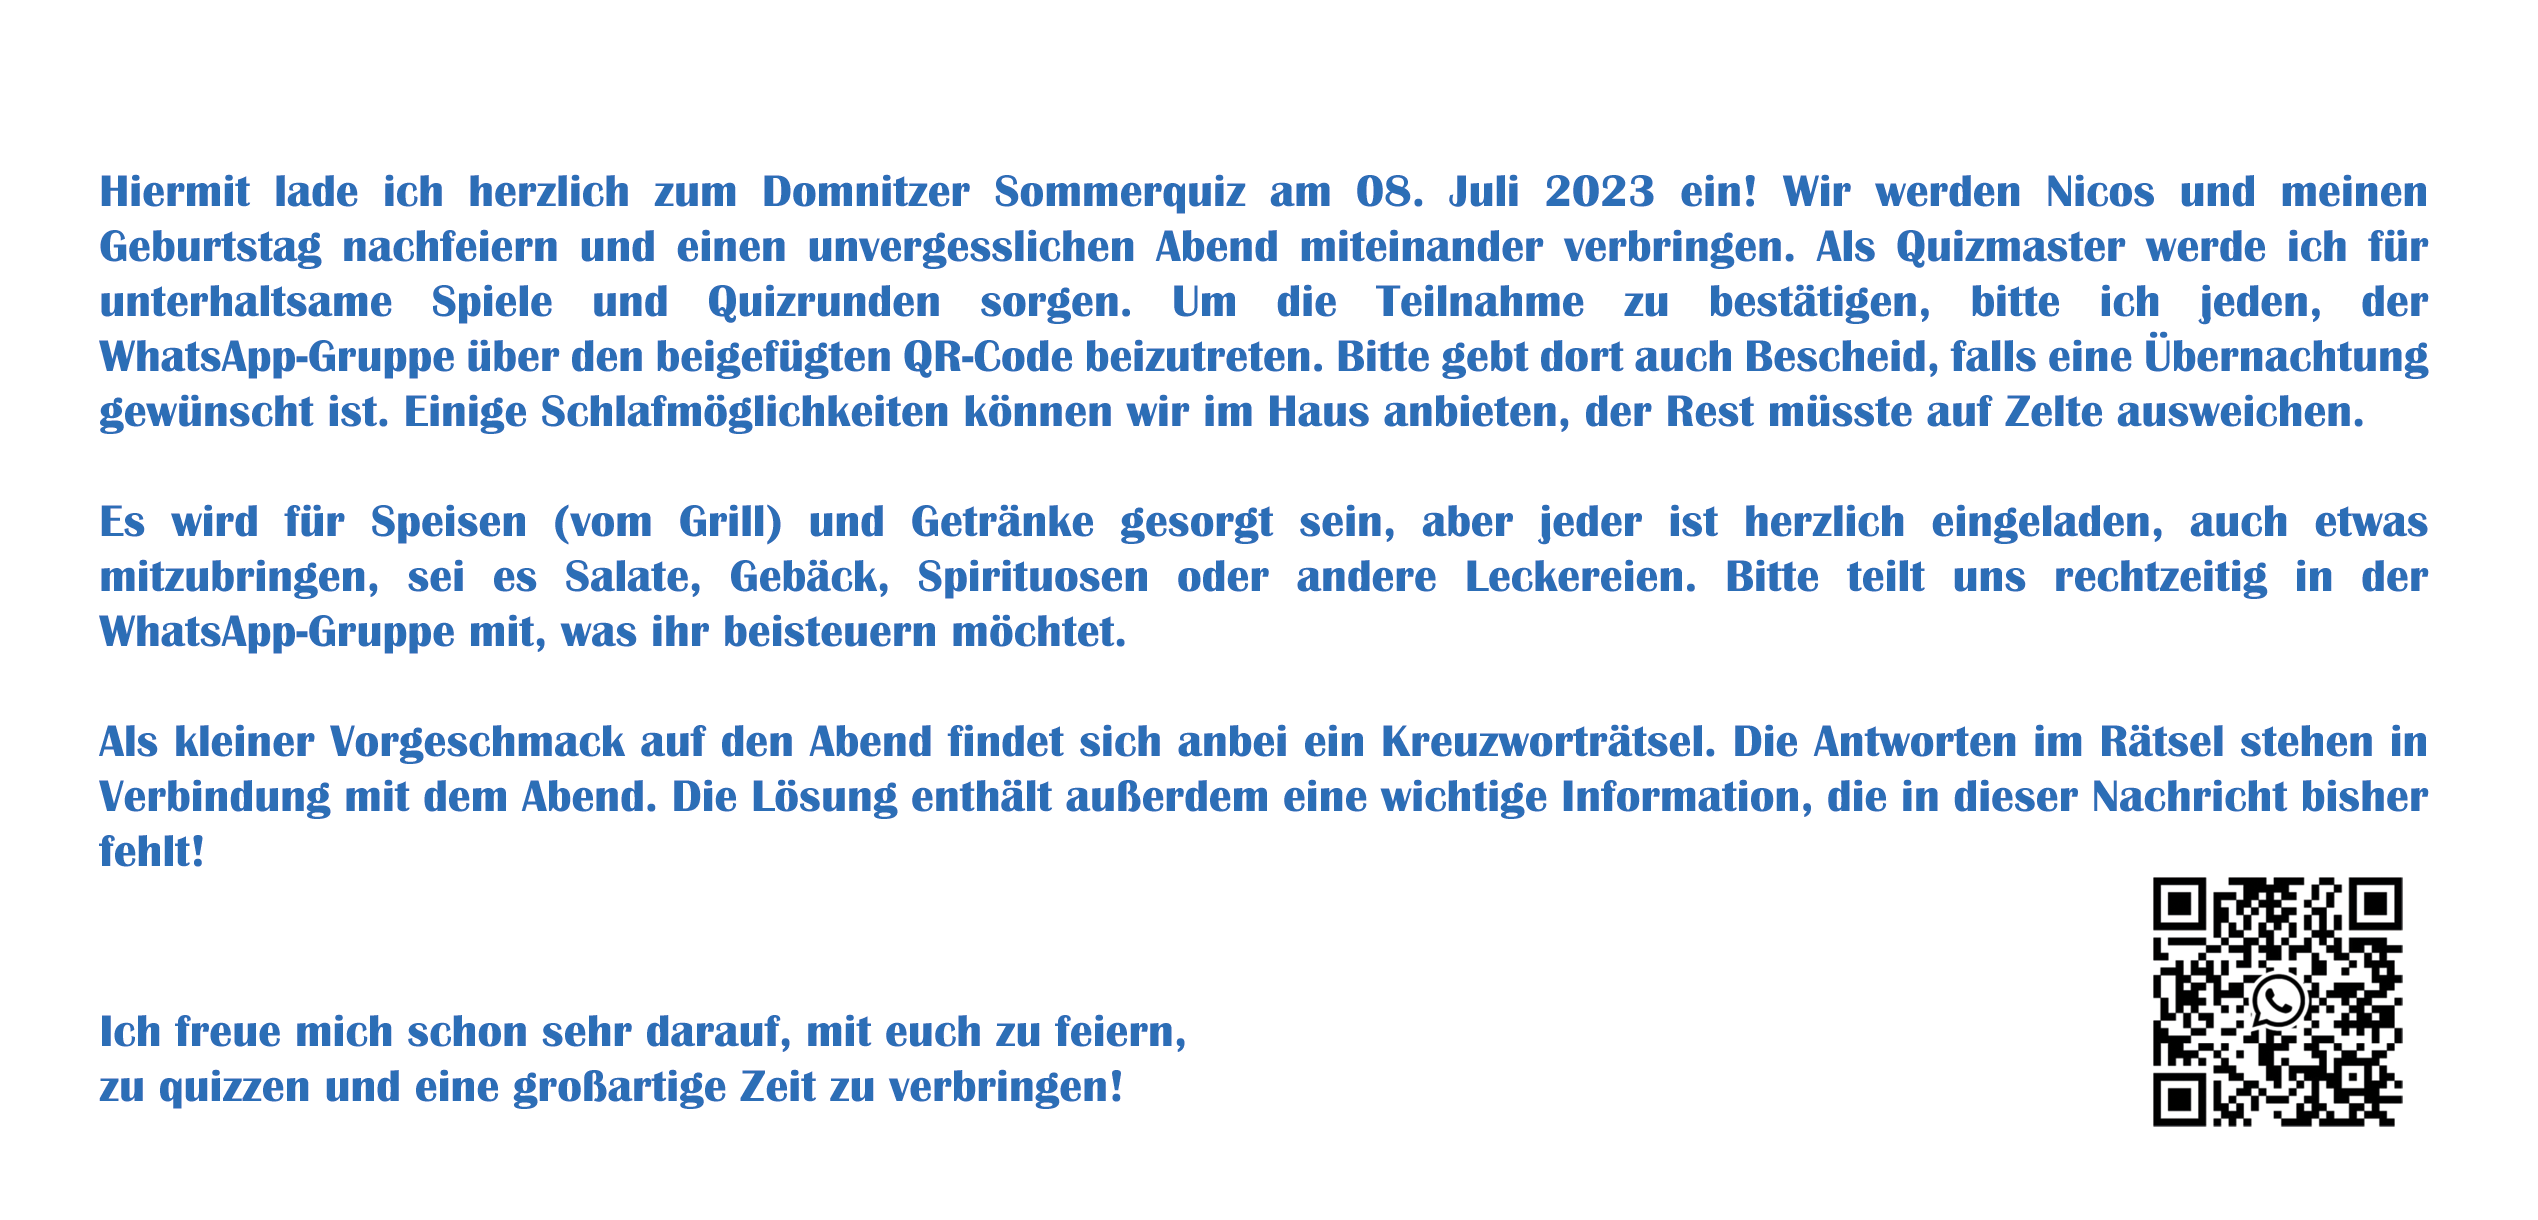 Hiermit lade ich herzlich zum Domnitzer Sommerquiz am 08. Juli 2023 ein! Wir werden Nicos und meinen
Geburtstag nachfeiern und einen unvergesslichen Abend miteinander verbringen. Als Quizmaster werde ich für
unterhaltsame Spiele und Quizrunden sorgen. Um die Teilnahme zu bestätigen, bitte ich jeden, der
WhatsApp-Gruppe über den beigefügten QR-Code beizutreten. Bitte gebt dort auch Bescheid, falls eine Übernachtung
gewünscht ist. Einige Schlafmöglichkeiten können wir im Haus anbieten, der Rest müsste auf Zelte ausweichen.
Es wird für Speisen (vom Grill) und Getränke gesorgt sein, aber jeder ist herzlich eingeladen, auch etwas
mitzubringen, sei es Salate, Gebäck, Spirituosen oder andere Leckereien. Bitte teilt uns rechtzeitig in der
WhatsApp-Gruppe mit, was ihr beisteuern möchtet.
Als kleiner Vorgeschmack auf den Abend findet sich anbei ein Kreuzworträtsel. Die Antworten im Rätsel stehen in
Verbindung mit dem Abend. Die Lösung enthält außerdem eine wichtige Information, die in dieser Nachricht bisher
fehlt!
Ich freue mich schon sehr darauf, mit euch zu feiern,
zu quizzen und eine großartige Zeit zu verbringen!